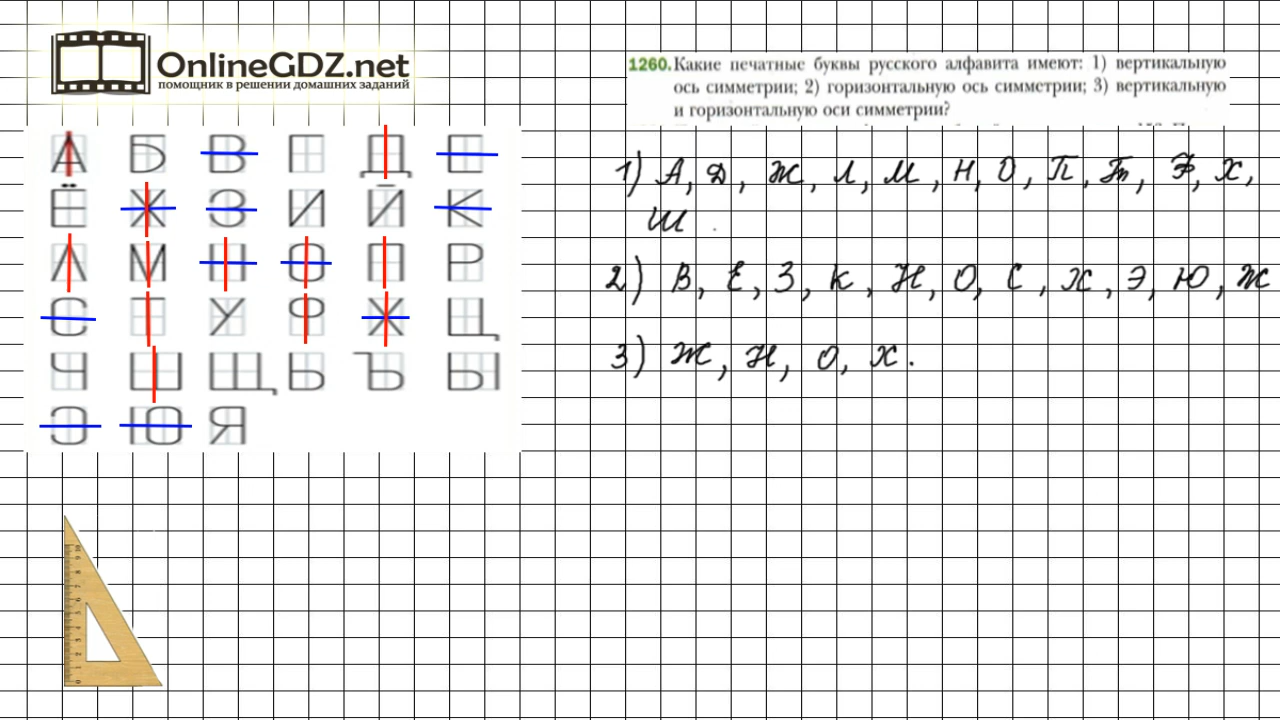 OnlineGDZ.net
помощник в решении домашних заданий
1260. Какие печатные буквы русского алфавита имеют: 1) вертикальную
ось симметрии; 2) горизонтальную ось симметрии; 3) вертикальную
и горизонтальную оси симметрии?
А Б В Г Д Е
Ё Ж З И Й К
Л М Н О П Р
С Т У Ф Ж Щ
Ч Ш Щ Ь Ъ Ы
Э Ю Я
1) А, Д, Ж, Л, М, Н, О, П, Т, Ф, Х,
Ш
2) В, Е, З, К, Н, О, С, Х, Э, Ю, Ж
3) Ж, Н, О, Х.